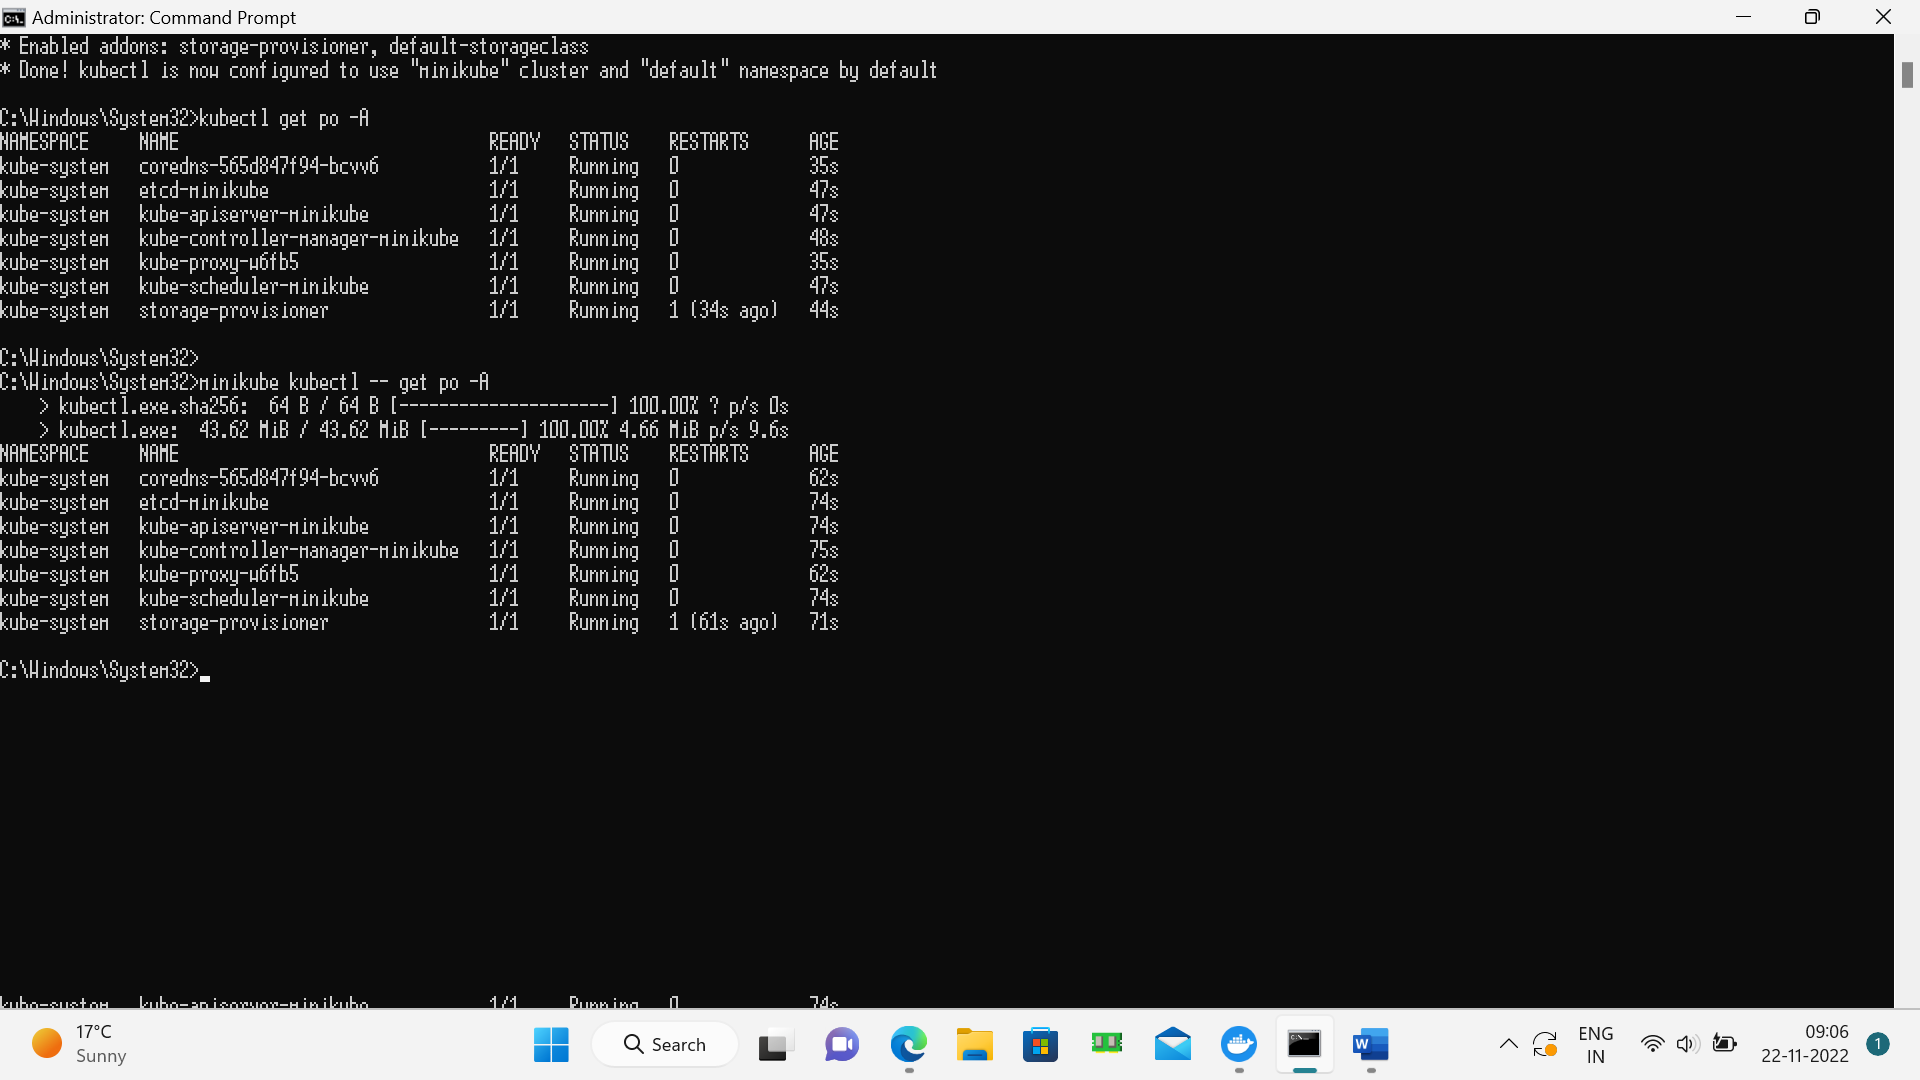 Administrator: Command Prompt
* Enabled addons: storage-provisioner, default-storageclass
* Done! kubectl is now configured to use "minikube" cluster and "default" namespace by default
C:\Windows\System32>kubectl get po -A
NAMESPACE     NAME                               READY   STATUS    RESTARTS      AGE
kube-system   coredns-565d847f94-bcvv6           1/1     Running   0             35s
kube-system   etcd-minikube                      1/1     Running   0             47s
kube-system   kube-apiserver-minikube            1/1     Running   0             47s
kube-system   kube-controller-manager-minikube   1/1     Running   0             48s
kube-system   kube-proxy-w6fb5                   1/1     Running   0             35s
kube-system   kube-scheduler-minikube            1/1     Running   0             47s
kube-system   storage-provisioner                1/1     Running   1 (34s ago)   44s
C:\Windows\System32>
C:\Windows\System32>minikube kubectl -- get po -A
    > kubectl.exe.sha256:  64 B / 64 B [---------------------] 100.00% ? p/s 0s
    > kubectl.exe:  43.62 MiB / 43.62 MiB [---------] 100.00% 4.66 MiB p/s 9.6s
NAMESPACE     NAME                               READY   STATUS    RESTARTS      AGE
kube-system   coredns-565d847f94-bcvv6           1/1     Running   0             62s
kube-system   etcd-minikube                      1/1     Running   0             74s
kube-system   kube-apiserver-minikube            1/1     Running   0             74s
kube-system   kube-controller-manager-minikube   1/1     Running   0             75s
kube-system   kube-proxy-w6fb5                   1/1     Running   0             62s
kube-system   kube-scheduler-minikube            1/1     Running   0             74s
kube-system   storage-provisioner                1/1     Running   1 (61s ago)   71s
C:\Windows\System32>
kube-system   kube-apiserver-minikube            1/1     Running   0             74s
17°C
Sunny
Search
ENG
IN
09:06
22-11-2022
1